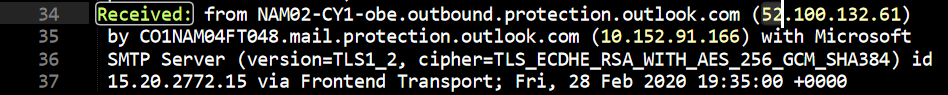 34 Received: from NAM02-CY1-obe.outbound.protection.outlook.com (52.100.132.61)
35 by CO1NAM04FT048.mail.protection.outlook.com (10.152.91.166) with Microsoft
36 SMTP Server (version=TLS1_2, cipher=TLS_ECDHE_RSA_WITH_AES_256_GCM_SHA384) id
37 15.20.2772.15 via Frontend Transport; Fri, 28 Feb 2020 19:35:00 +0000